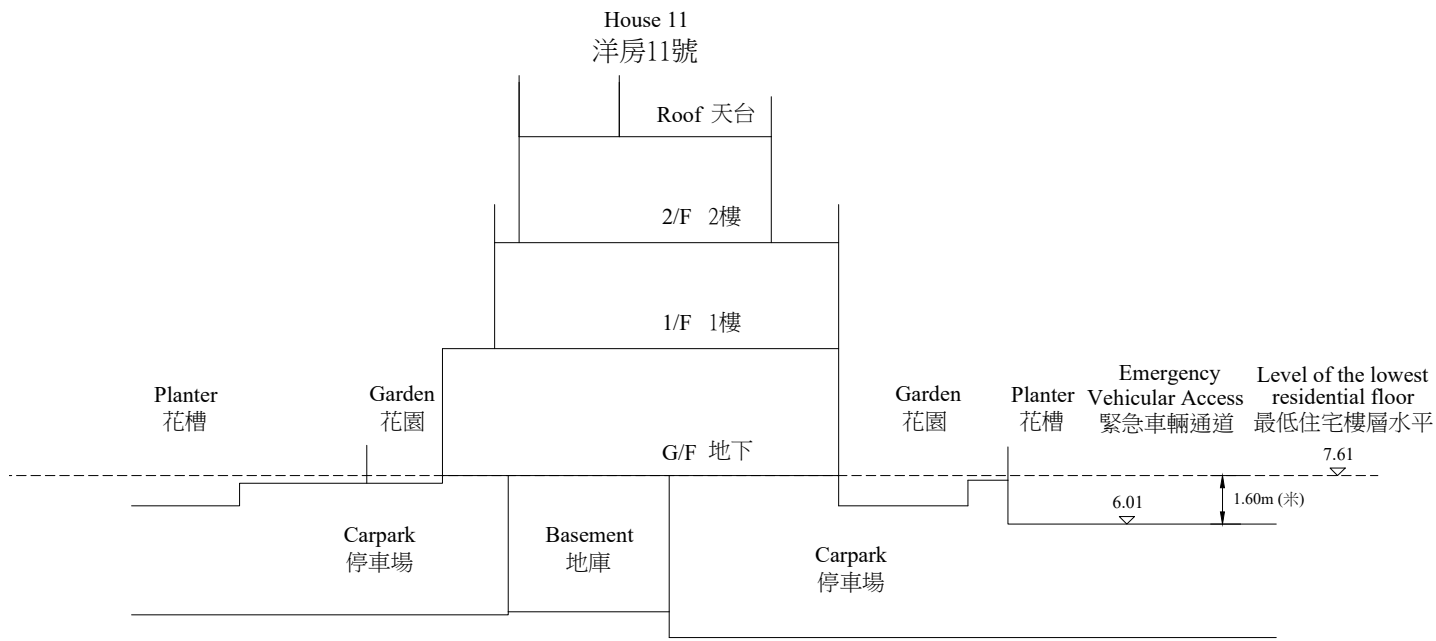 House 11
洋房11號
Roof 天台
2/F 2樓
1/F 1樓
Planter
花槽
Garden
花園
G/F 地下
Garden
花園
Planter
花槽
Emergency
Vehicular Access
緊急車輛通道
Level of the lowest
residential floor
最低住宅樓層水平
7.61
6.01
1.60m (米)
Carpark
停車場
Basement
地庫
Carpark
停車場